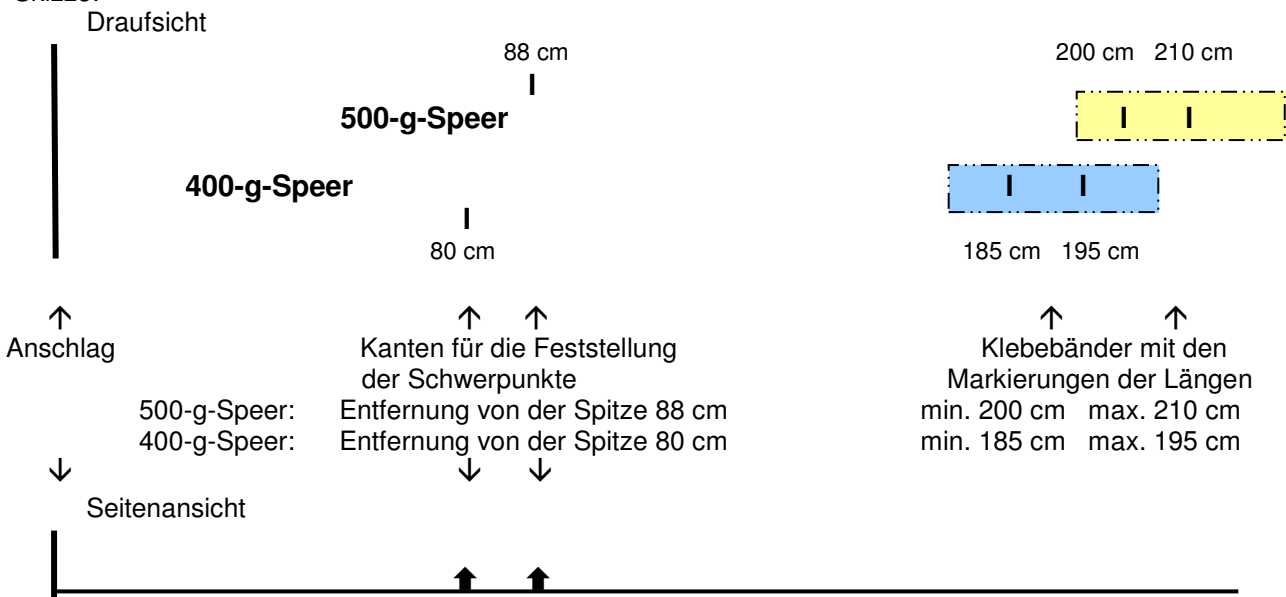 Draufsicht
88 cm
200 cm 210 cm
500-g-Speer
400-g-Speer
80 cm
185 cm 195 cm
Anschlag
Kanten für die Feststellung
der Schwerpunkte
Klebebänder mit den
Markierungen der Längen
500-g-Speer: Entfernung von der Spitze 88 cm min. 200 cm max. 210 cm
400-g-Speer: Entfernung von der Spitze 80 cm min. 185 cm max. 195 cm
Seitenansicht